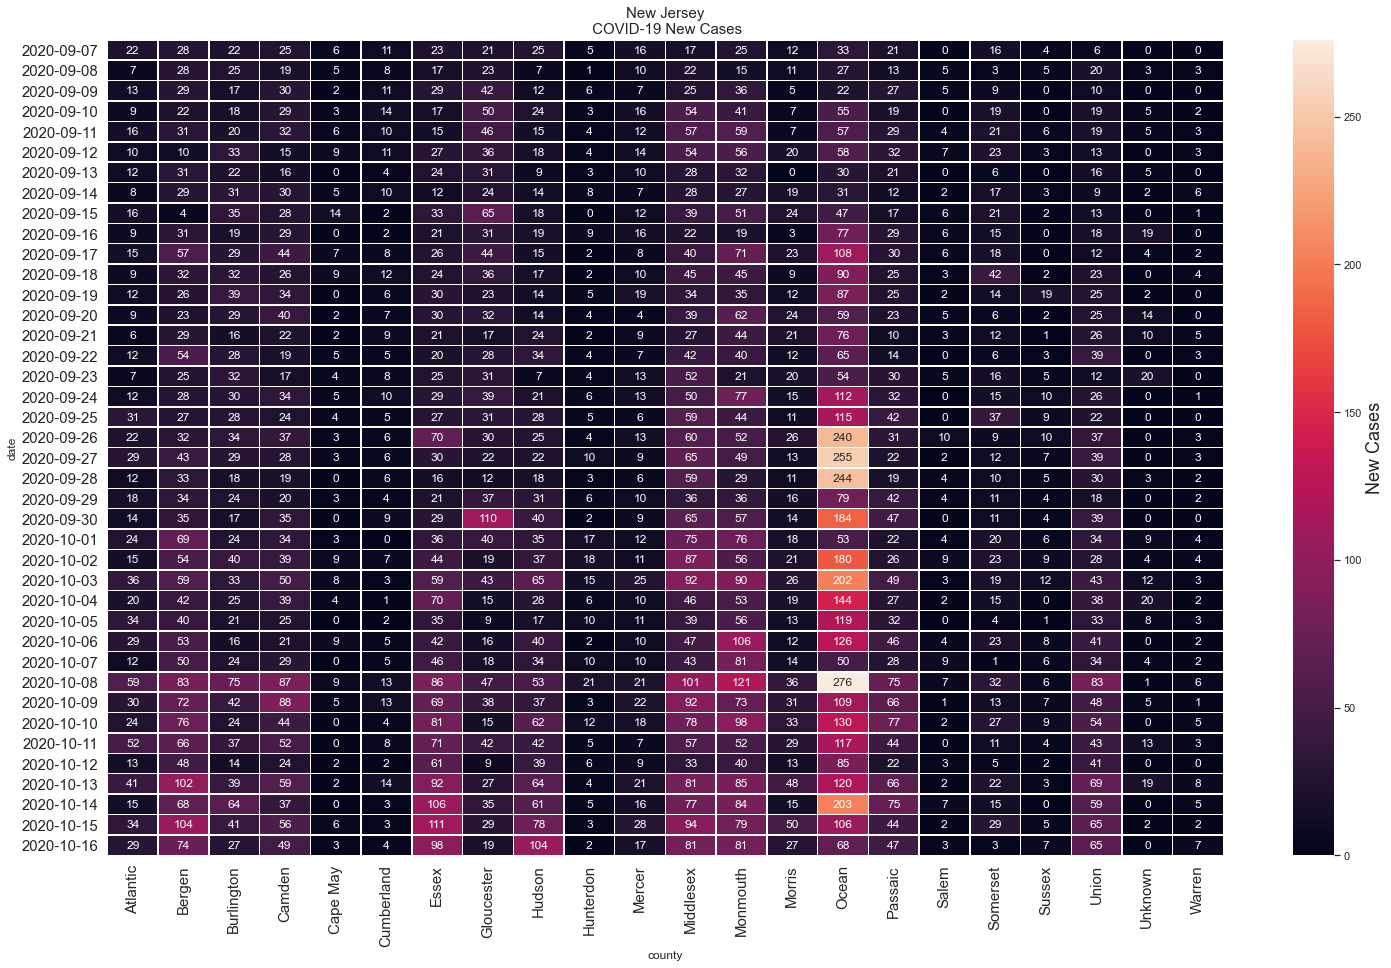 New Jersey
COVID-19 New Cases
2020-09-07 22 28 22 25 6 11 23 21 25 5 16 17 25 12 33 21 0 16 4 6 0 0
2020-09-08 7 28 25 19 5 8 17 23 7 1 10 22 15 11 27 13 5 3 5 20 3 3
2020-09-09 13 29 17 30 2 11 29 42 12 6 7 25 36 5 22 27 5 9 0 10 0 0
2020-09-10 9 22 18 29 3 14 17 50 24 3 16 54 41 7 55 19 0 19 0 19 5 2
2020-09-11 16 31 20 32 6 10 15 46 15 4 12 57 59 7 57 29 4 21 6 19 5 3
2020-09-12 10 10 33 15 9 11 27 36 18 4 14 54 56 20 58 32 7 23 3 13 0 3
2020-09-13 12 31 22 16 0 4 24 31 9 3 10 28 32 0 30 21 0 6 0 16 5 0
2020-09-14 8 29 31 30 5 10 12 24 14 8 7 28 27 19 31 12 2 17 3 9 2 6
2020-09-15 16 4 35 28 14 2 33 65 18 0 12 39 51 24 47 17 6 21 2 13 0 1
2020-09-16 9 31 19 29 0 2 21 31 19 9 16 22 19 3 77 29 6 15 0 18 19 0
2020-09-17 15 57 29 44 7 8 26 44 15 2 8 40 71 23 108 30 6 18 0 12 4 2
2020-09-18 9 32 32 26 9 12 24 36 17 2 10 45 45 9 90 25 3 42 2 23 0 4
2020-09-19 12 26 39 34 0 6 30 23 14 5 19 34 35 12 87 25 2 14 19 25 2 0
2020-09-20 9 23 29 40 2 7 30 32 14 4 4 39 62 24 59 23 5 6 2 25 14 0
2020-09-21 6 29 16 22 2 9 21 17 24 2 9 27 44 21 76 10 3 12 1 26 10 5
2020-09-22 12 54 28 19 5 5 20 28 34 4 7 42 40 12 65 14 0 6 3 39 0 3
2020-09-23 7 25 32 17 4 8 25 31 7 4 13 52 21 20 54 30 5 16 5 12 20 0
2020-09-24 12 28 30 34 5 10 29 39 21 6 13 50 77 15 112 32 0 15 10 26 0 1
2020-09-25 31 27 28 24 4 5 27 31 28 5 6 59 44 11 115 42 0 37 9 22 0 0
2020-09-26 22 32 34 37 3 6 70 30 25 4 13 60 52 26 240 31 10 9 10 37 0 3
2020-09-27 29 43 29 28 3 6 30 22 22 10 9 65 49 13 255 22 2 12 7 39 0 3
2020-09-28 12 33 18 19 0 6 16 12 18 3 6 59 29 11 244 19 4 10 5 30 3 2
2020-09-29 18 34 24 20 3 4 21 37 31 6 10 36 36 16 79 42 4 11 4 18 0 2
2020-09-30 14 35 17 35 0 9 29 110 40 2 9 65 57 14 184 47 0 11 4 39 0 0
2020-10-01 24 69 24 34 3 0 36 40 35 17 12 75 76 22 53 22 4 20 6 34 9 4
2020-10-02 15 54 40 39 9 7 44 19 37 18 11 87 56 21 180 26 9 23 9 28 4 4
2020-10-03 36 59 33 50 8 3 59 43 65 15 25 92 90 26 202 49 3 19 12 43 12 3
2020-10-04 20 42 25 39 4 1 70 15 28 6 10 46 53 19 144 27 2 15 0 38 20 2
2020-10-05 34 40 21 25 0 2 35 9 17 10 11 39 56 13 119 32 0 4 1 33 8 3
2020-10-06 29 53 16 21 9 5 42 16 40 2 10 47 106 12 126 46 4 23 8 41 0 2
2020-10-07 12 50 24 29 0 5 46 18 34 10 10 43 81 14 50 28 9 1 6 34 4 2
2020-10-08 59 83 75 87 9 13 86 47 53 21 21 101 121 36 276 75 7 32 6 83 1 6
2020-10-09 30 72 42 88 5 13 69 38 37 3 22 92 73 31 109 66 1 13 7 48 5 1
2020-10-10 24 76 24 44 0 4 81 15 62 12 18 78 98 33 130 77 2 27 9 54 0 5
2020-10-11 52 66 37 52 0 8 71 42 42 5 7 57 52 29 117 44 0 11 4 43 13 3
2020-10-12 13 48 14 24 2 2 61 9 39 6 9 33 40 13 85 22 3 5 2 41 0 0
2020-10-13 41 102 39 59 2 14 92 27 64 4 21 81 85 48 120 66 2 22 3 69 19 8
2020-10-14 15 68 64 37 0 3 106 35 61 5 16 77 84 15 203 75 7 15 0 59 0 5
2020-10-15 34 104 41 56 6 3 111 29 78 3 28 94 79 50 106 44 2 29 5 65 2 2
2020-10-16 29 74 27 49 3 4 98 19 104 2 17 81 81 27 68 47 3 3 7 65 0 7
Atlantic Bergen Burlington Camden Cape May Cumberland Essex Gloucester Hudson Hunterdon Mercer Middlesex Monmouth Morris Ocean Passaic Salem Somerset Sussex Union Unknown Warren
county
date
250
200
150
100
50
0
New Cases